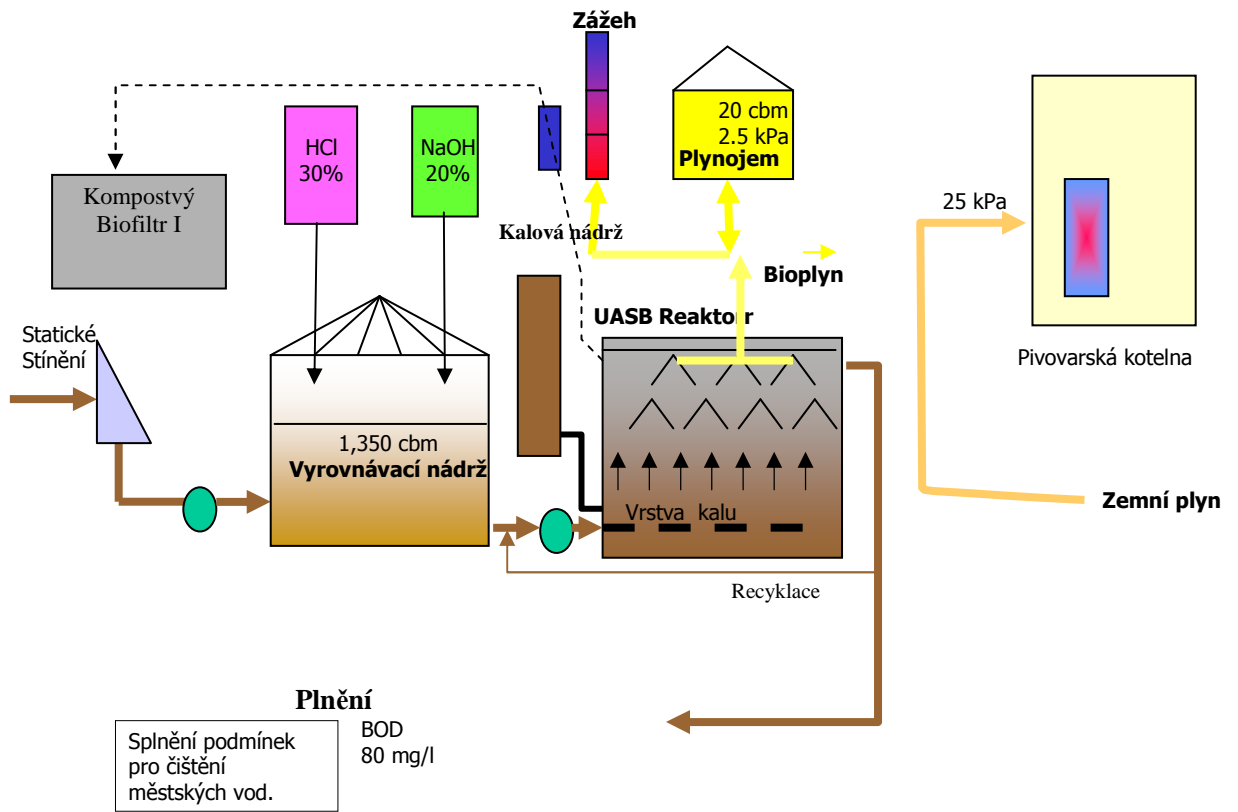 Zážeh
20 cbm
2.5 kPa
Plynojem
HCl
30%
NaOH
20%
Kompostvý
Biofiltr I
25 kPa
Kalová nádrž
Bioplyn
UASB Reaktorr
Statické
Stínění
Pivovarská kotelna
1,350 cbm
Vyrovnávací nádrž
Zemní plyn
Vrstva kalu
Recyklace
Plnění
BOD
80 mg/l
Splnění podmínek
pro čištění
městských vod.